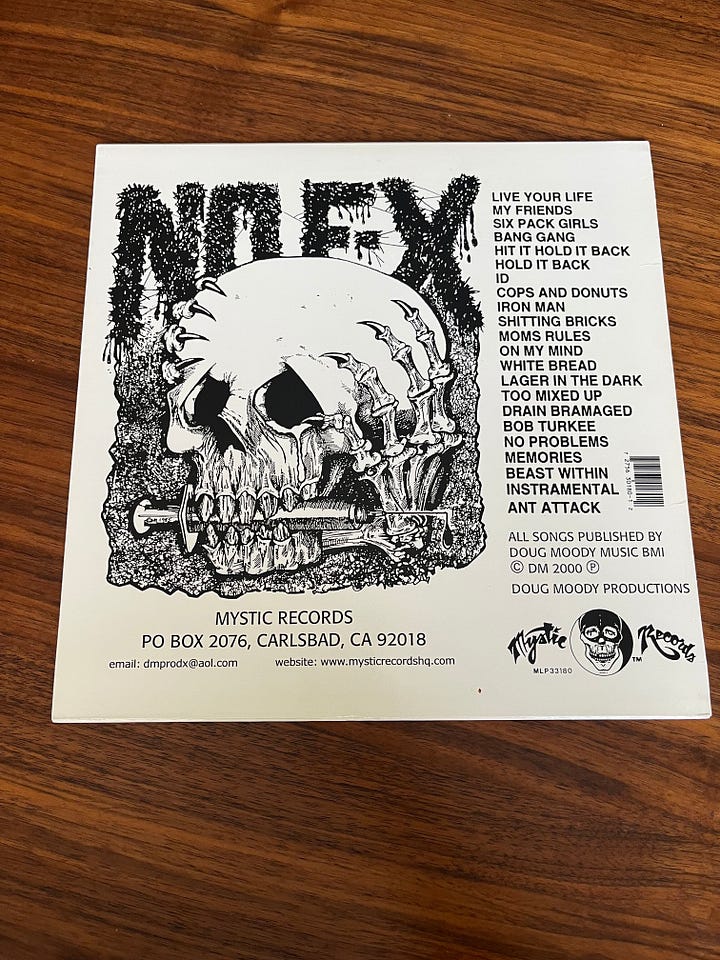 NOFX
LIVE YOUR LIFE
MY FRIENDS
SIX PACK GIRLS
BANG GANG
HIT IT HOLD IT BACK
HOLD IT BACK
ID
COPS AND DONUTS
IRON MAN
SHITTING BRICKS
MOMS RULES
ON MY MIND
WHITE BREAD
LAGER IN THE DARK
TOO MIXED UP
DRAIN BRAMAGED
BOB TURKEE
NO PROBLEMS
MEMORIES
BEAST WITHIN
INSTRAMENTAL
ANT ATTACK
ALL SONGS PUBLISHED BY
DOUG MOODY MUSIC BMI
© DM 2000 ℗
DOUG MOODY PRODUCTIONS
Mystic Records TM
MLP33180
MYSTIC RECORDS
PO BOX 2076, CARLSBAD, CA 92018
email: dmprodx@aol.com website: www.mysticrecordshq.com